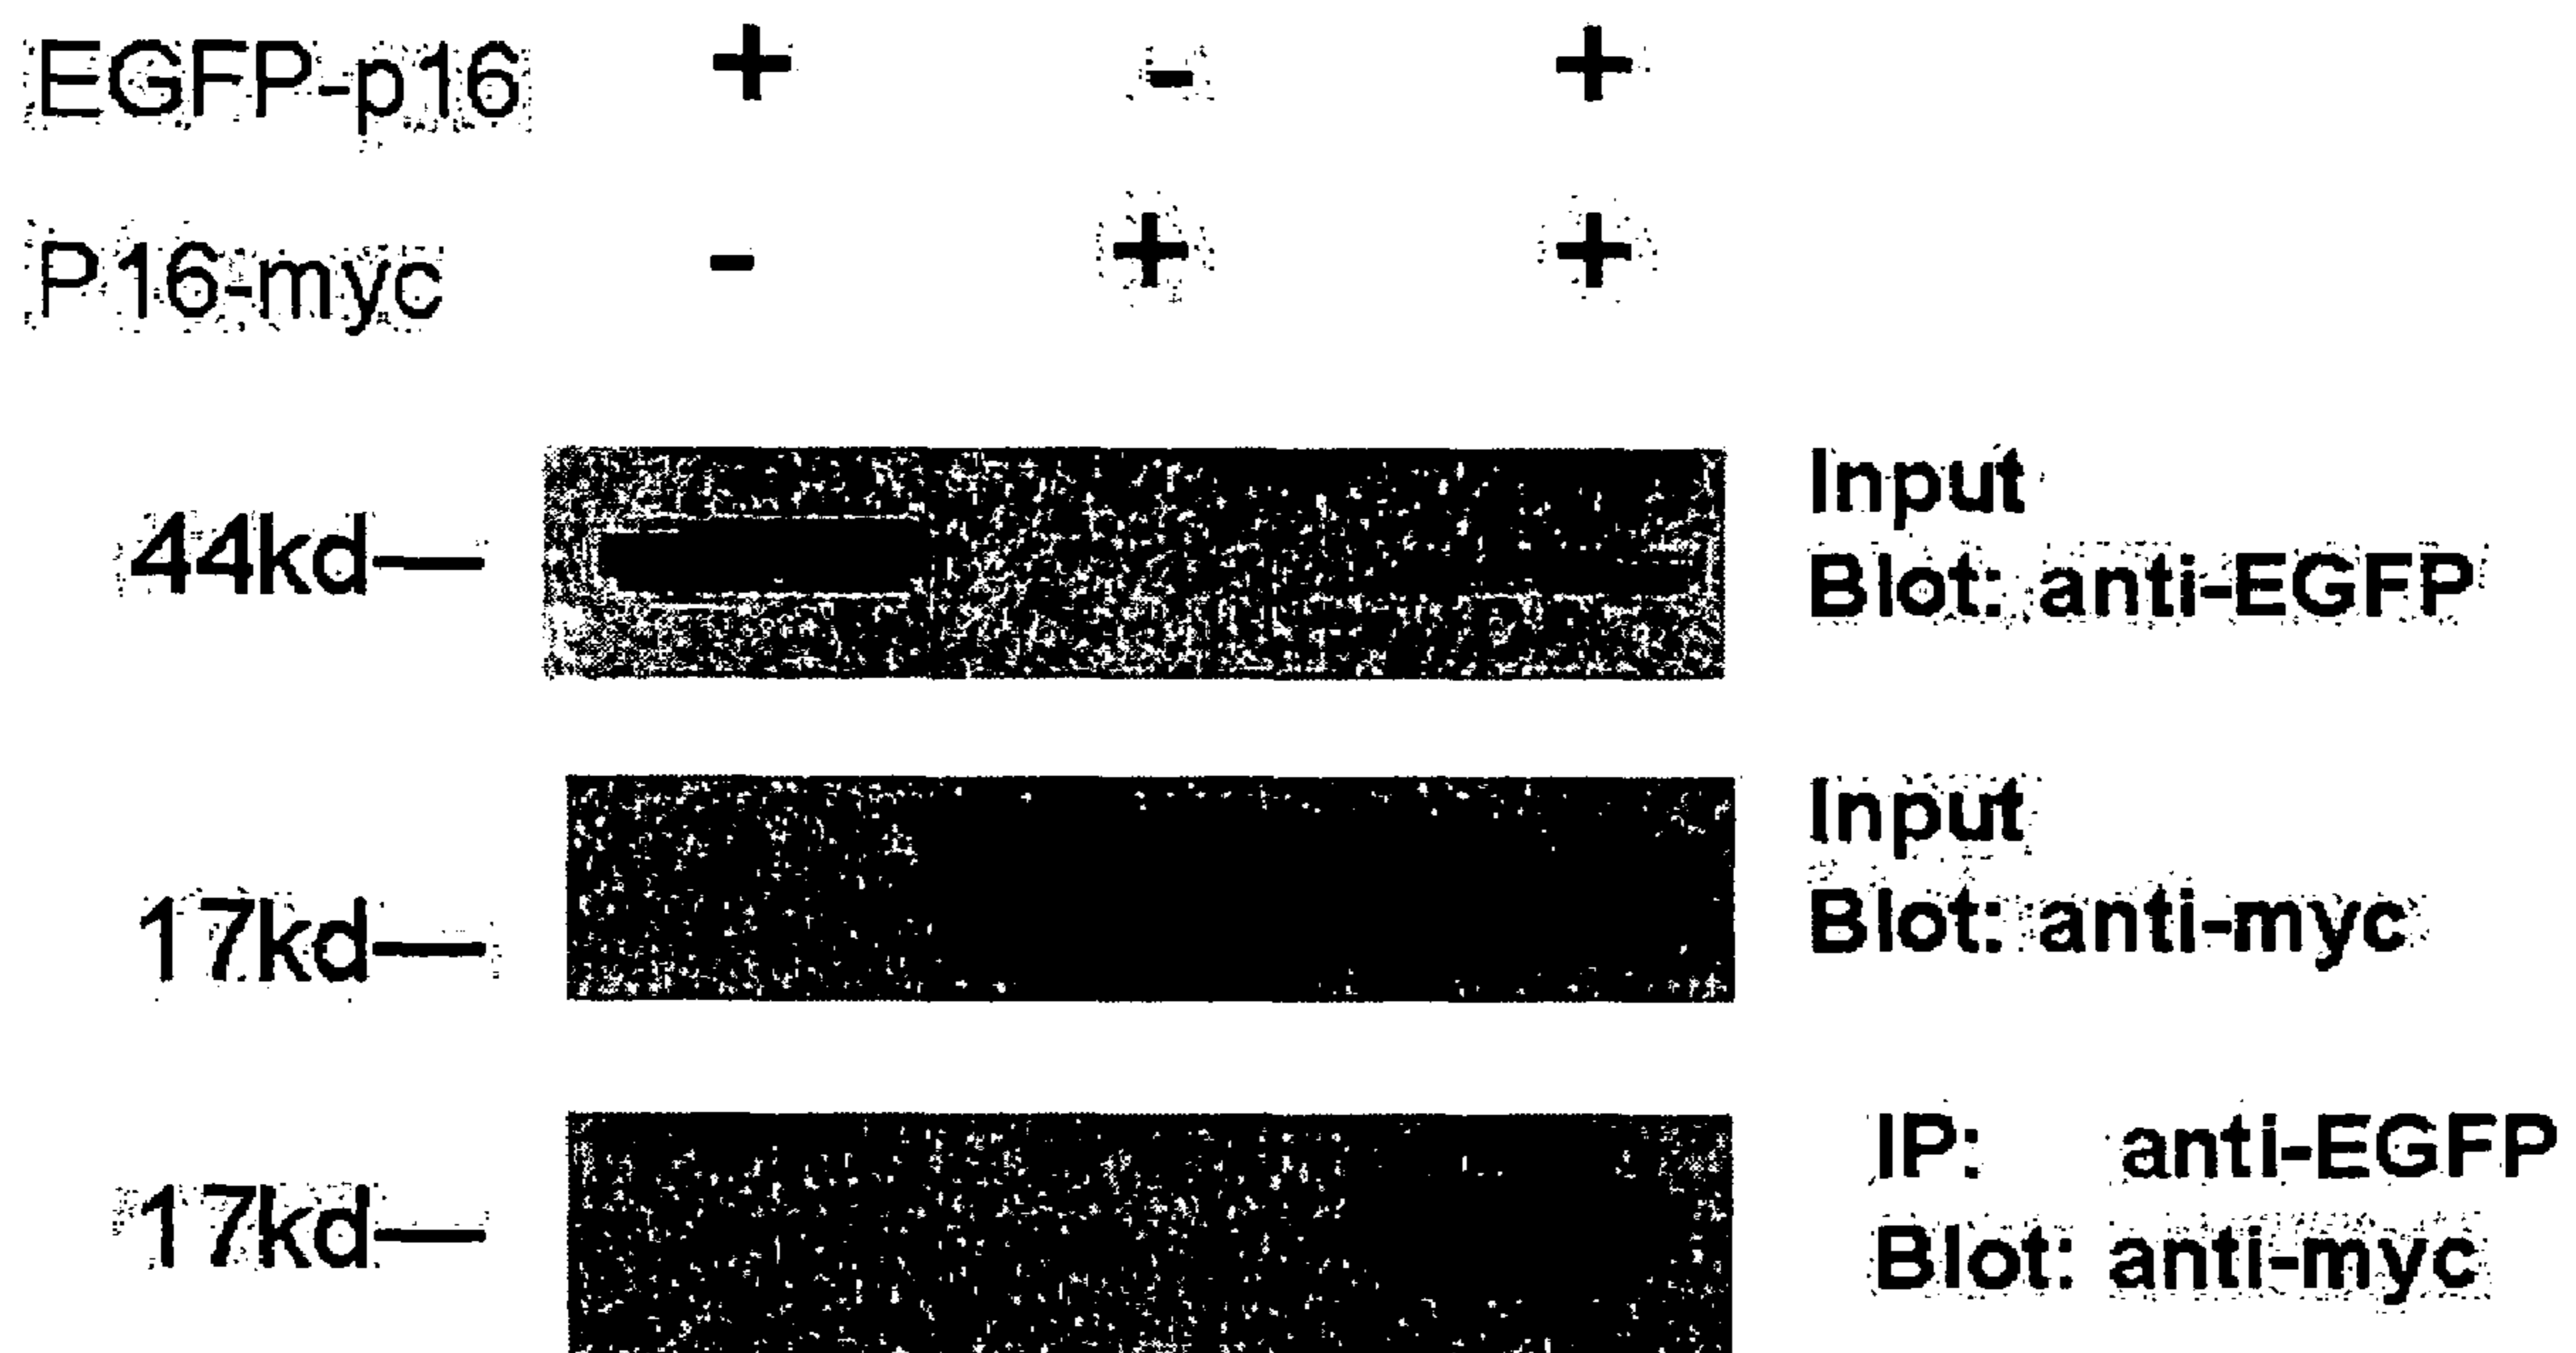 EGFP-p16 + - +
P16-myc - + +
44kd— Input
Blot: anti-EGFP
17kd— Input
Blot: anti-myc
17kd— IP: anti-EGFP
Blot: anti-myc